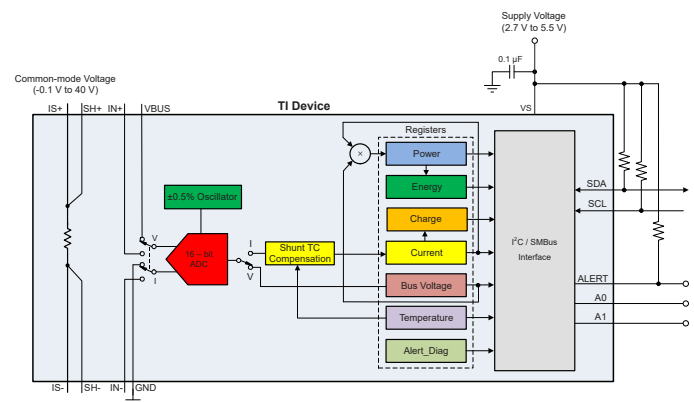 Supply Voltage
(2.7 V to 5.5 V)
0.1 µF
Common-mode Voltage
(-0.1 V to 40 V)
IS+ SH+ IN+ VBUS
TI Device
VS
Registers
×
Power
Energy
Charge
Current
Bus Voltage
Temperature
Alert_Diag
±0.5% Oscillator
V
I
16 – bit
ADC
I
V
Shunt TC
Compensation
I²C / SMBus
Interface
SDA
SCL
ALERT
A0
A1
IS- SH- IN- GND